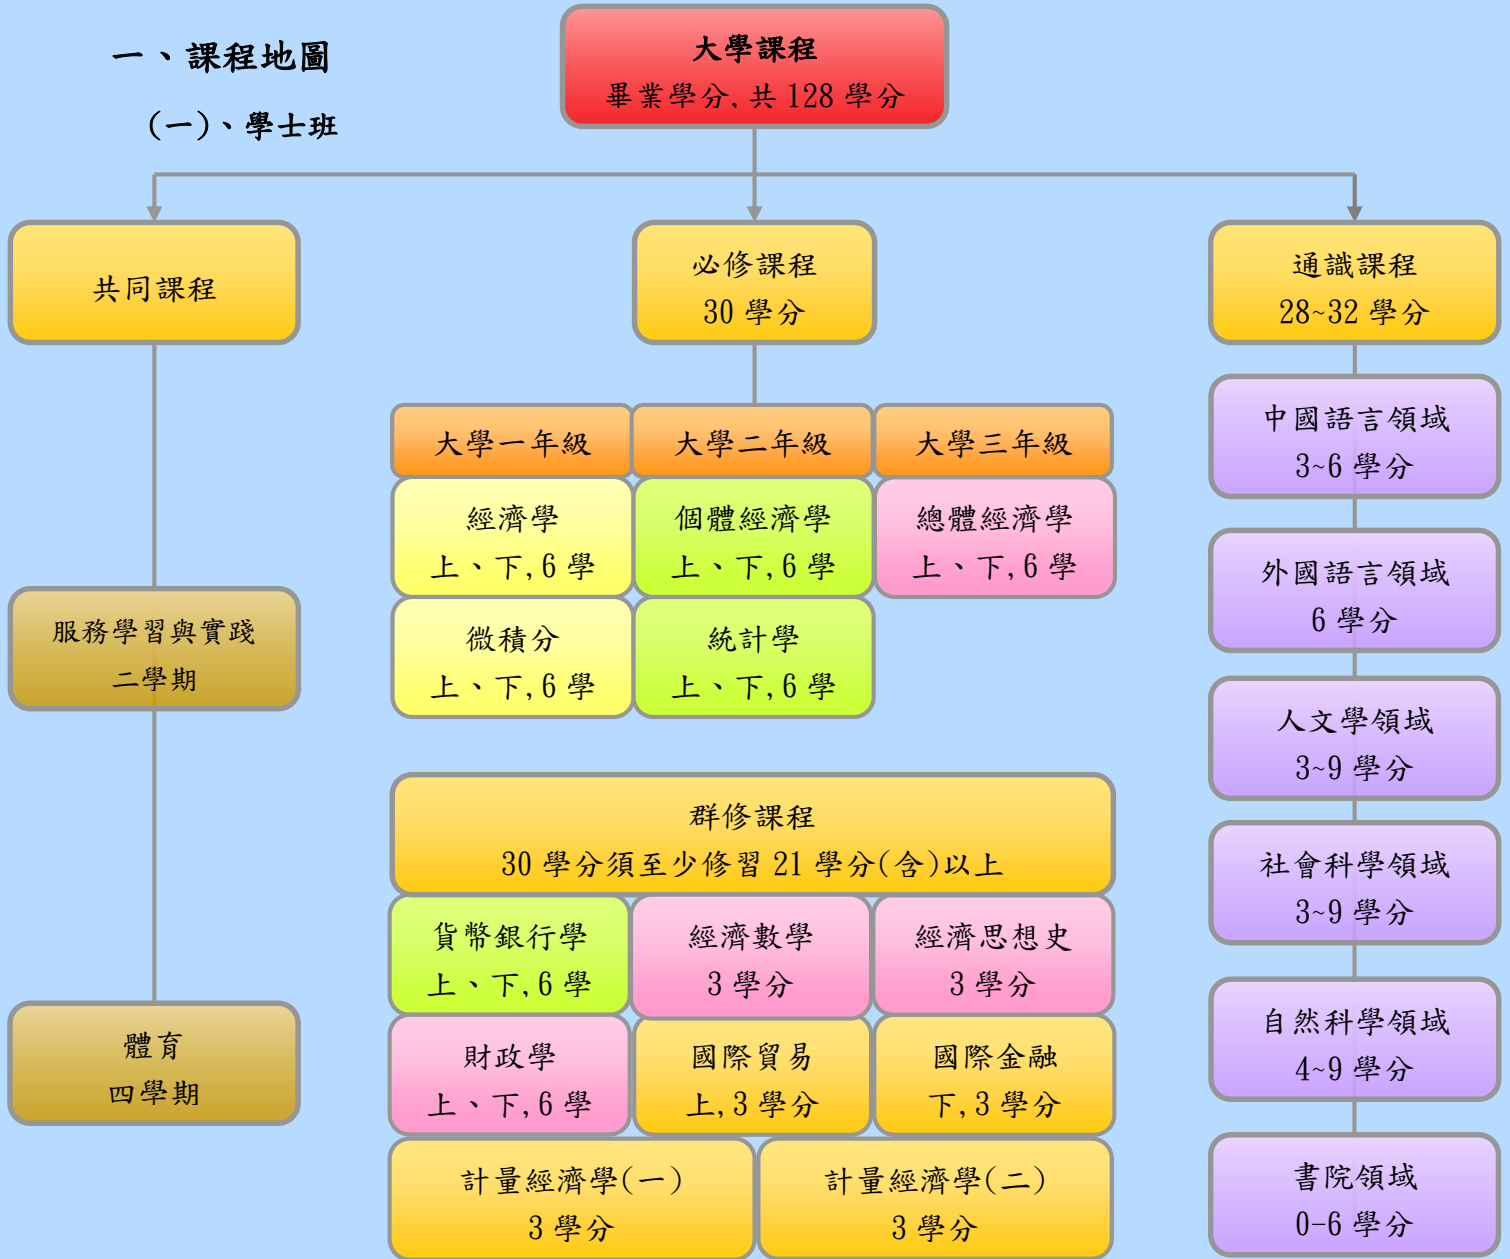 一、課程地圖
(一)、學士班
大學課程
畢業學分,共 128 學分
共同課程
服務學習與實踐
二學期
體育
四學期
必修課程
30 學分
大學一年級
大學二年級
大學三年級
經濟學
上、下,6 學
個體經濟學
上、下,6 學
總體經濟學
上、下,6 學
微積分
上、下,6 學
統計學
上、下,6 學
群修課程
30 學分須至少修習 21 學分(含)以上
貨幣銀行學
上、下,6 學
經濟數學
3 學分
經濟思想史
3 學分
財政學
上、下,6 學
國際貿易
上,3 學分
國際金融
下,3 學分
計量經濟學(一)
3 學分
計量經濟學(二)
3 學分
通識課程
28~32 學分
中國語言領域
3~6 學分
外國語言領域
6 學分
人文學領域
3~9 學分
社會科學領域
3~9 學分
自然科學領域
4~9 學分
書院領域
0-6 學分